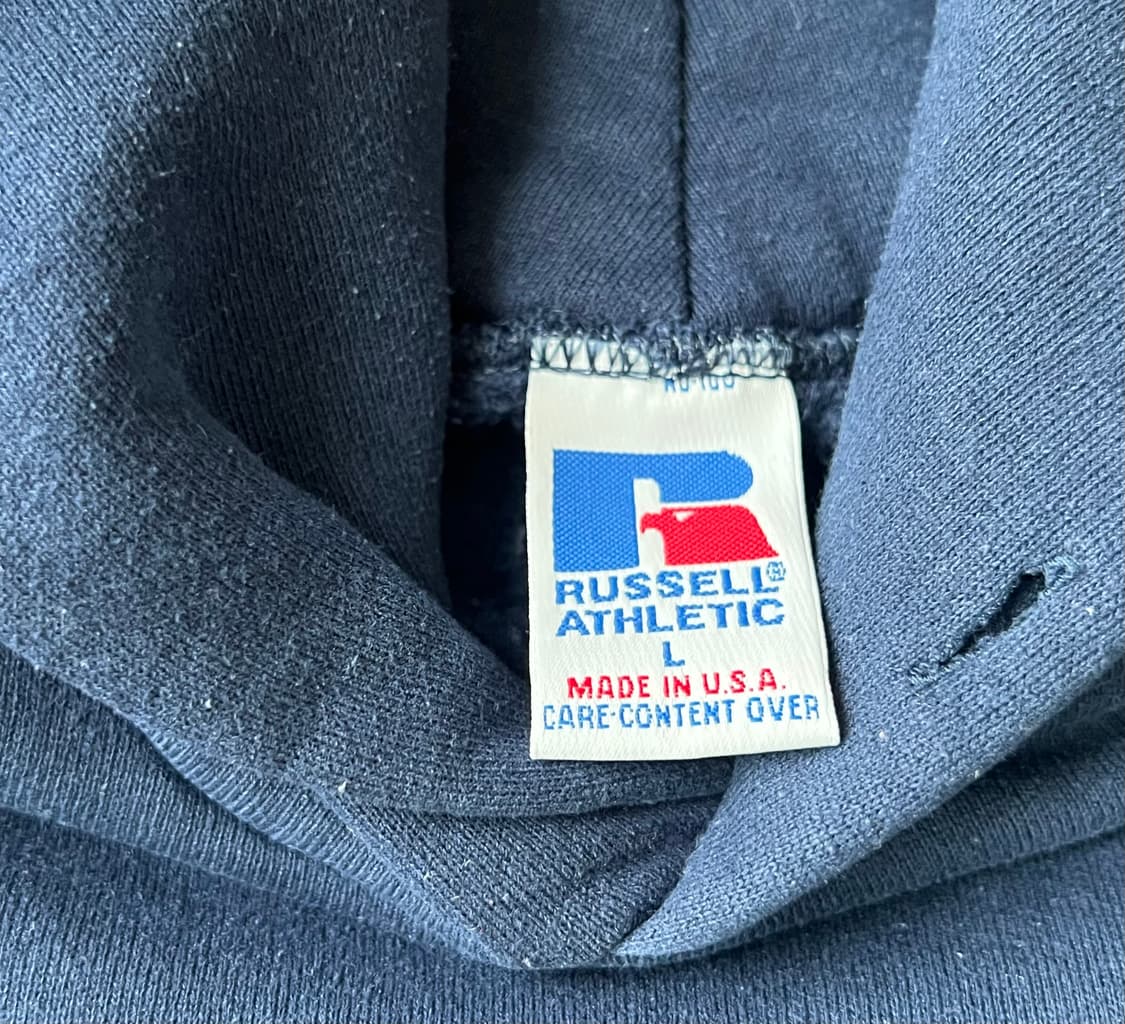 RUSSELL®
ATHLETIC
L
MADE IN U.S.A.
CARE-CONTENT OVER